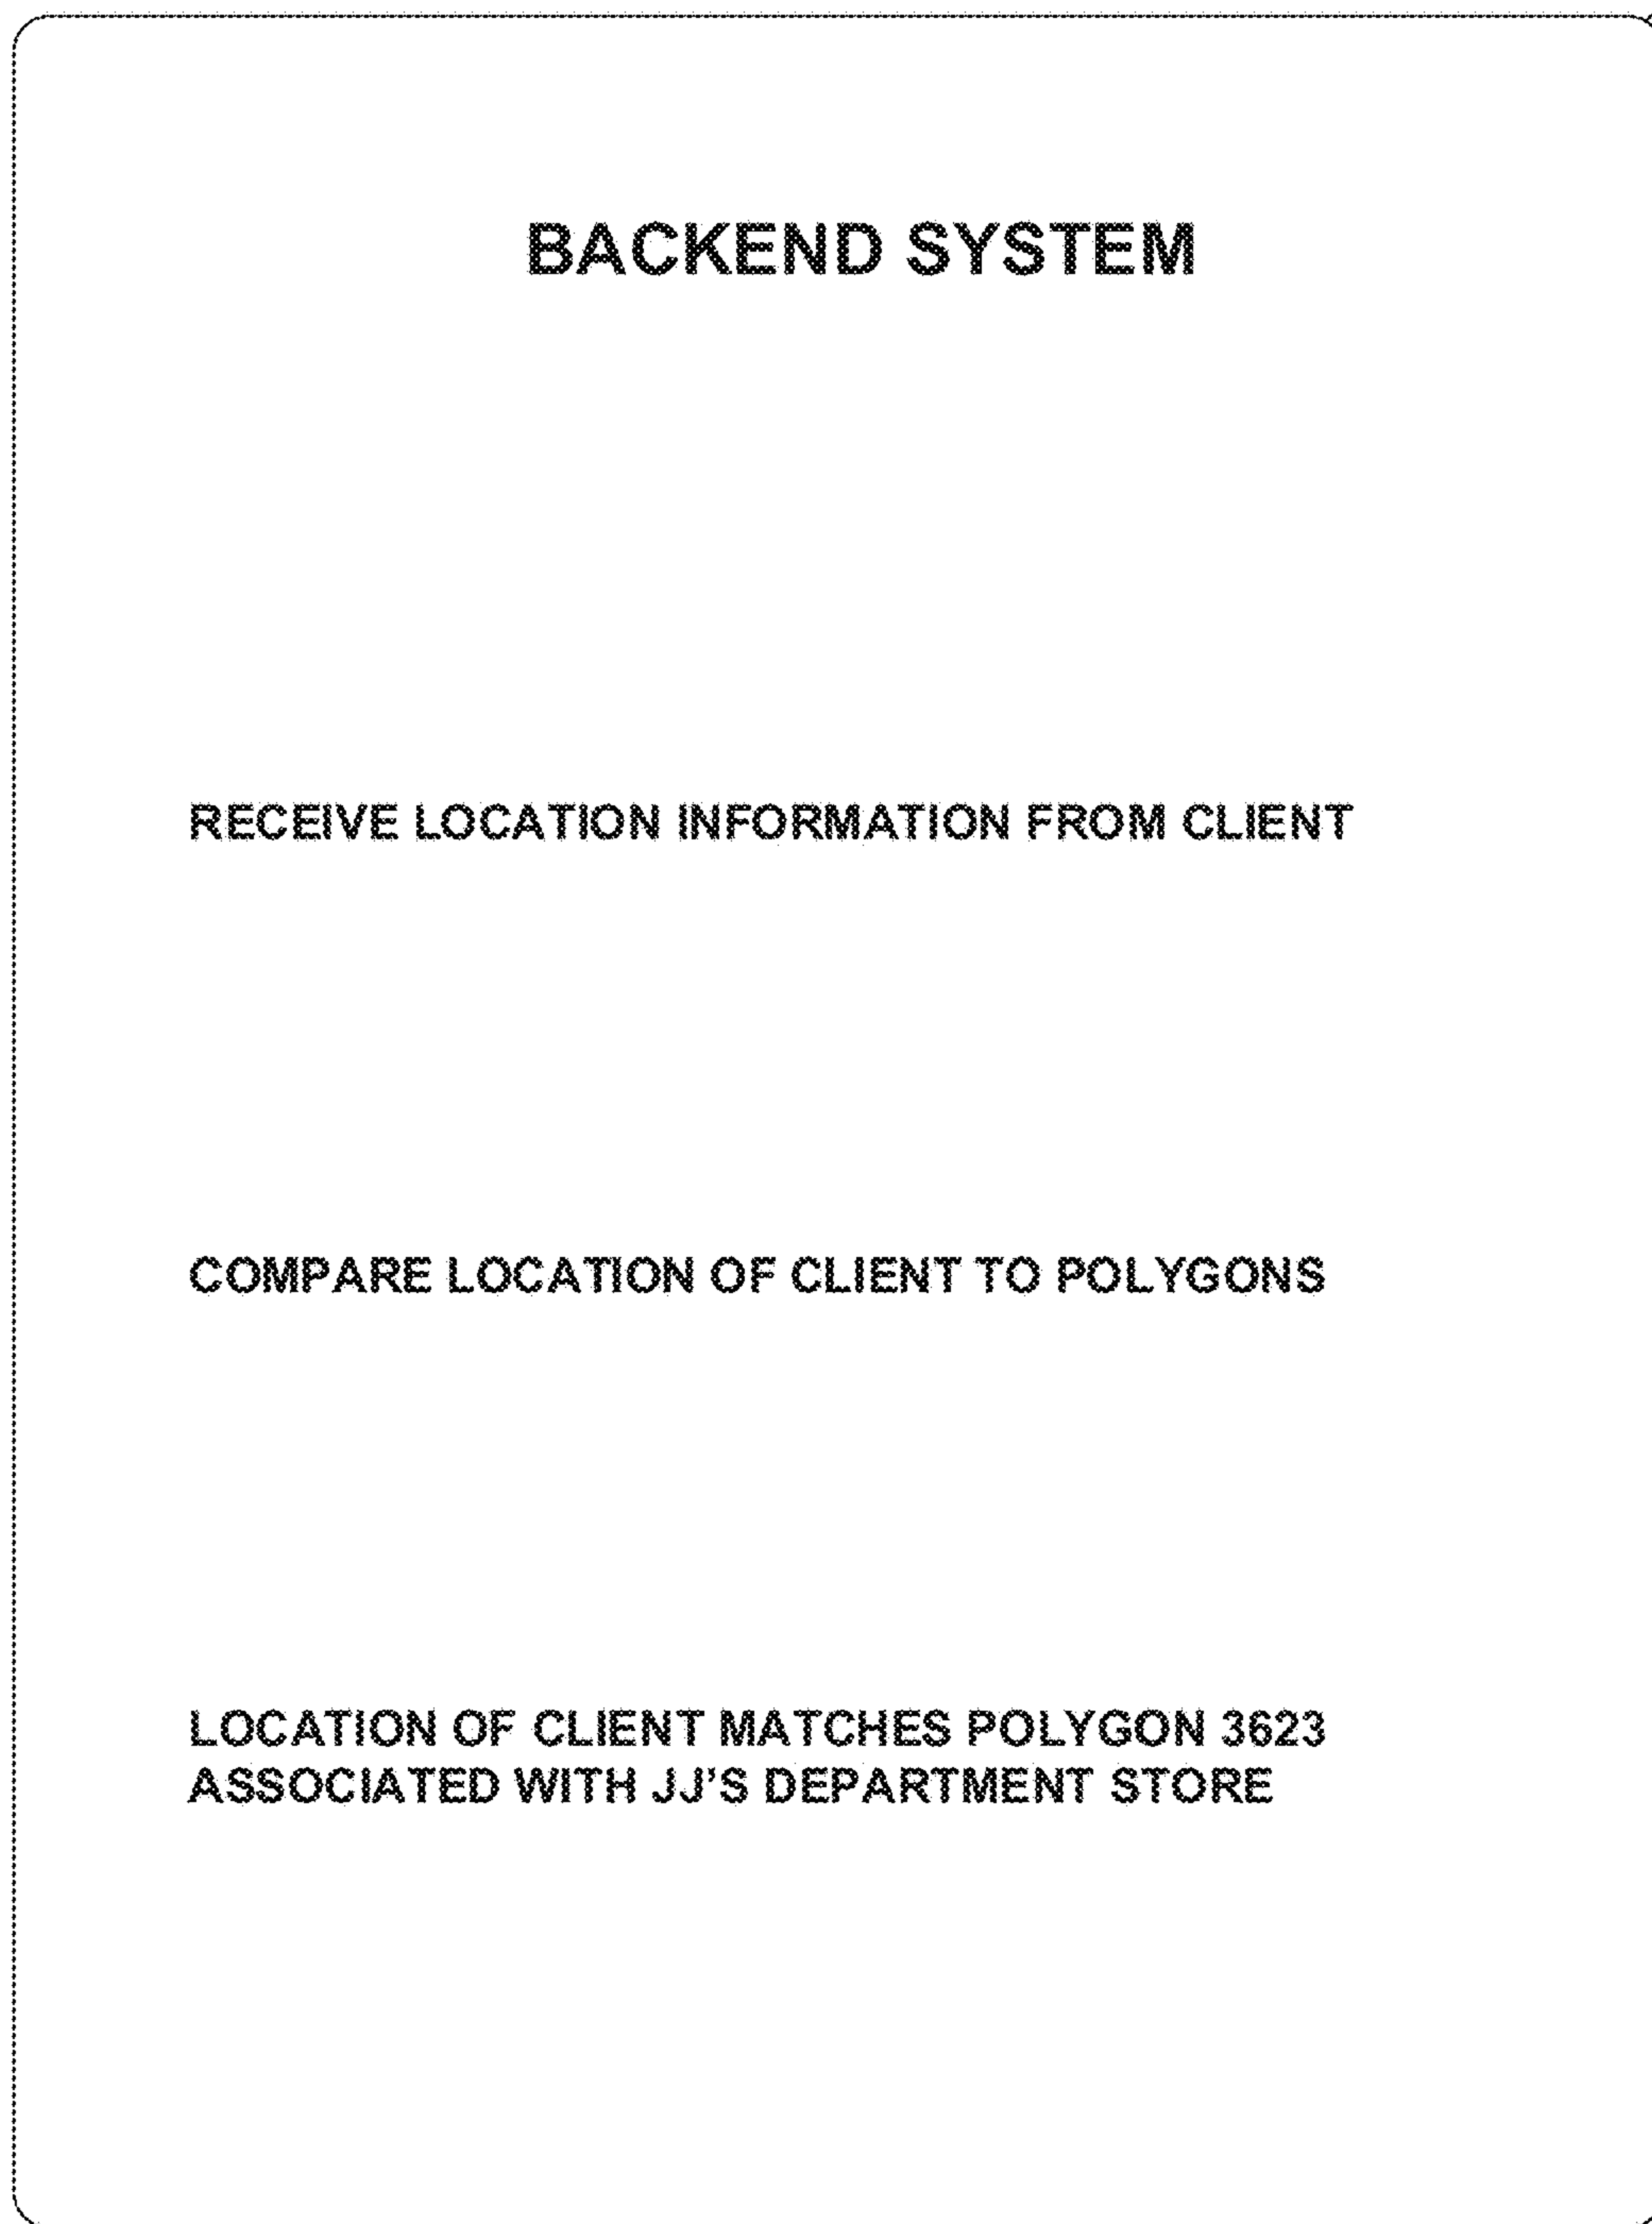 BACKEND SYSTEM
RECEIVE LOCATION INFORMATION FROM CLIENT
COMPARE LOCATION OF CLIENT TO POLYGONS
LOCATION OF CLIENT MATCHES POLYGON 3623
ASSOCIATED WITH JJ’S DEPARTMENT STORE